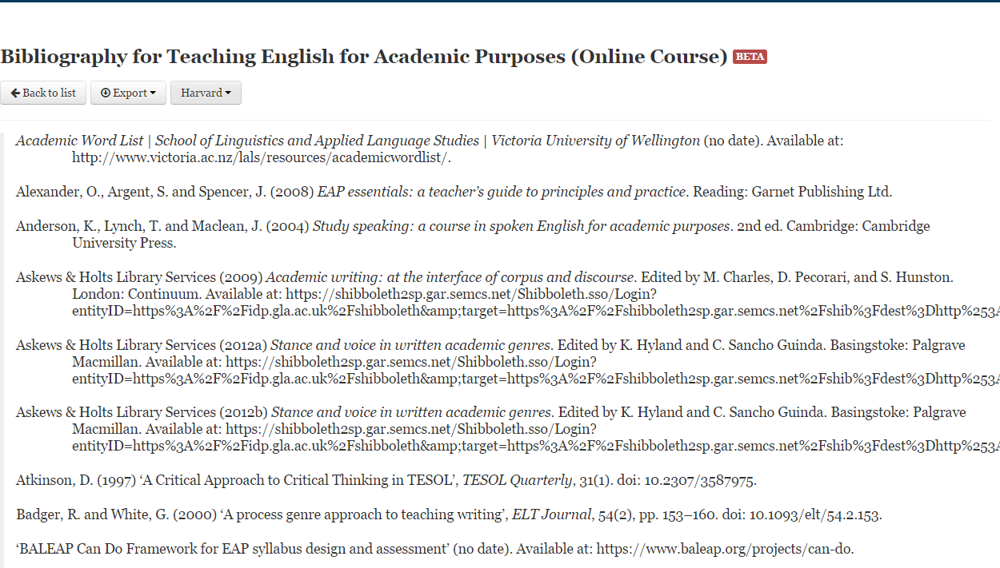 Bibliography for Teaching English for Academic Purposes (Online Course) BETA
Back to list Export Harvard
Academic Word List | School of Linguistics and Applied Language Studies | Victoria University of Wellington (no date). Available at:
http://www.victoria.ac.nz/lals/resources/academicwordlist/.
Alexander, O., Argent, S. and Spencer, J. (2008) EAP essentials: a teacher’s guide to principles and practice. Reading: Garnet Publishing Ltd.
Anderson, K., Lynch, T. and Maclean, J. (2004) Study speaking: a course in spoken English for academic purposes. 2nd ed. Cambridge: Cambridge
University Press.
Askews & Holts Library Services (2009) Academic writing: at the interface of corpus and discourse. Edited by M. Charles, D. Pecorari, and S. Hunston.
London: Continuum. Available at: https://shibboleth2sp.gar.semcs.net/Shibboleth.sso/Login?
entityID=https%3A%2F%2Fidp.gla.ac.uk%2Fshibboleth&amp;target=https%3A%2F%2Fshibboleth2sp.gar.semcs.net%2Fshib%3Fdest%3Dhttp%253A
Askews & Holts Library Services (2012a) Stance and voice in written academic genres. Edited by K. Hyland and C. Sancho Guinda. Basingstoke: Palgrave
Macmillan. Available at: https://shibboleth2sp.gar.semcs.net/Shibboleth.sso/Login?
entityID=https%3A%2F%2Fidp.gla.ac.uk%2Fshibboleth&amp;target=https%3A%2F%2Fshibboleth2sp.gar.semcs.net%2Fshib%3Fdest%3Dhttp%253A
Askews & Holts Library Services (2012b) Stance and voice in written academic genres. Edited by K. Hyland and C. Sancho Guinda. Basingstoke: Palgrave
Macmillan. Available at: https://shibboleth2sp.gar.semcs.net/Shibboleth.sso/Login?
entityID=https%3A%2F%2Fidp.gla.ac.uk%2Fshibboleth&amp;target=https%3A%2F%2Fshibboleth2sp.gar.semcs.net%2Fshib%3Fdest%3Dhttp%253A
Atkinson, D. (1997) ‘A Critical Approach to Critical Thinking in TESOL’, TESOL Quarterly, 31(1). doi: 10.2307/3587975.
Badger, R. and White, G. (2000) ‘A process genre approach to teaching writing’, ELT Journal, 54(2), pp. 153–160. doi: 10.1093/elt/54.2.153.
‘BALEAP Can Do Framework for EAP syllabus design and assessment’ (no date). Available at: https://www.baleap.org/projects/can-do.